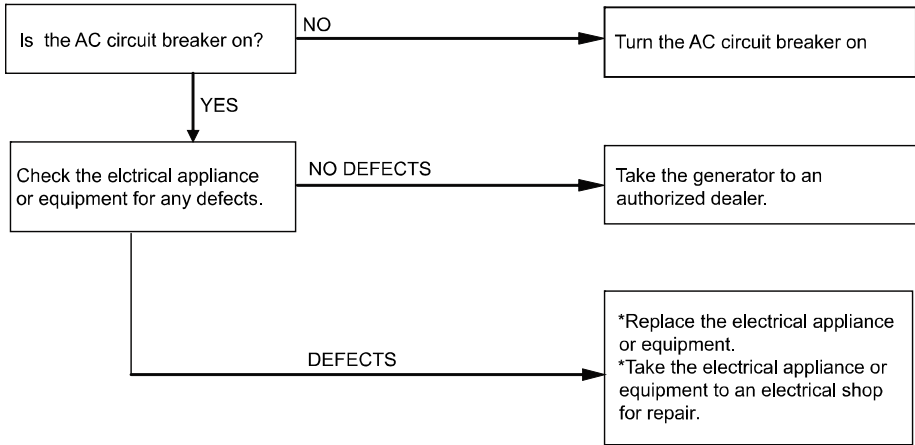 Is the AC circuit breaker on?
NO
Turn the AC circuit breaker on
YES
Check the elctrical appliance
or equipment for any defects.
NO DEFECTS
Take the generator to an
authorized dealer.
DEFECTS
*Replace the electrical appliance
or equipment.
*Take the electrical appliance or
equipment to an electrical shop
for repair.